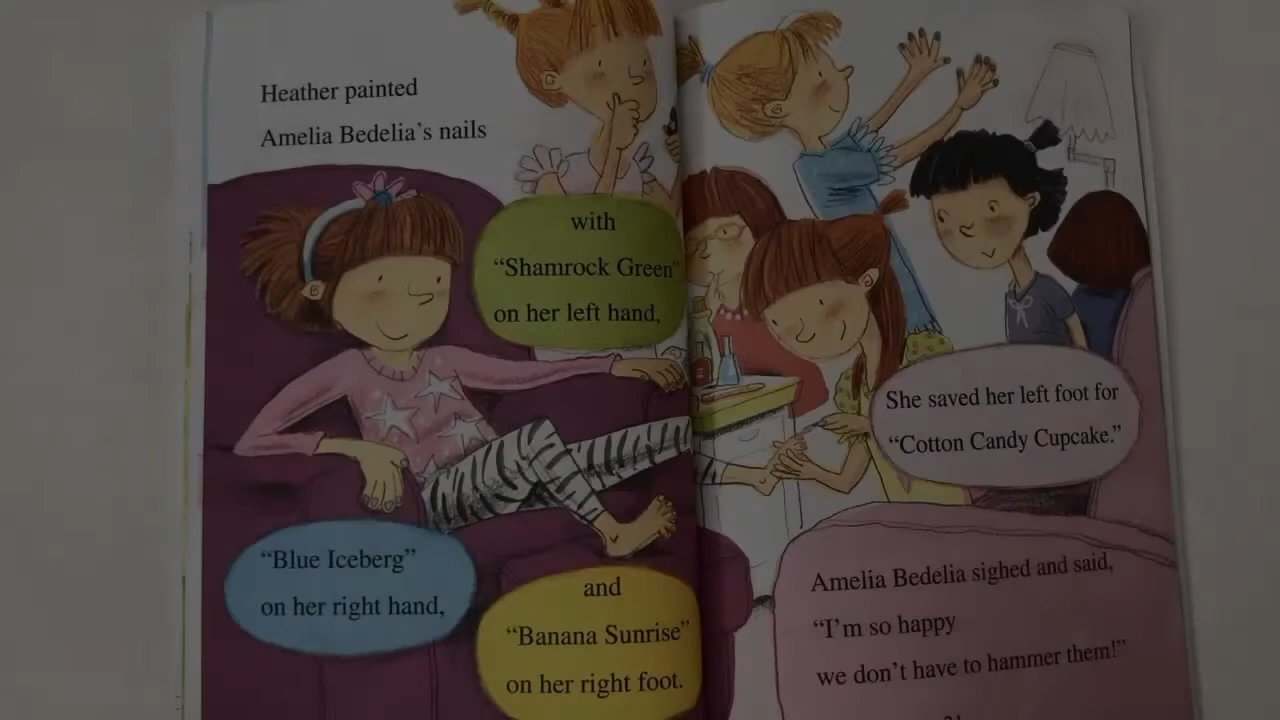 Heather painted
Amelia Bedelia's nails
with
"Shamrock Green"
on her left hand,
"Blue Iceberg"
on her right hand,
and
"Banana Sunrise"
on her right foot.
She saved her left foot for
"Cotton Candy Cupcake."
Amelia Bedelia sighed and said,
"I'm so happy
we don't have to hammer them!"